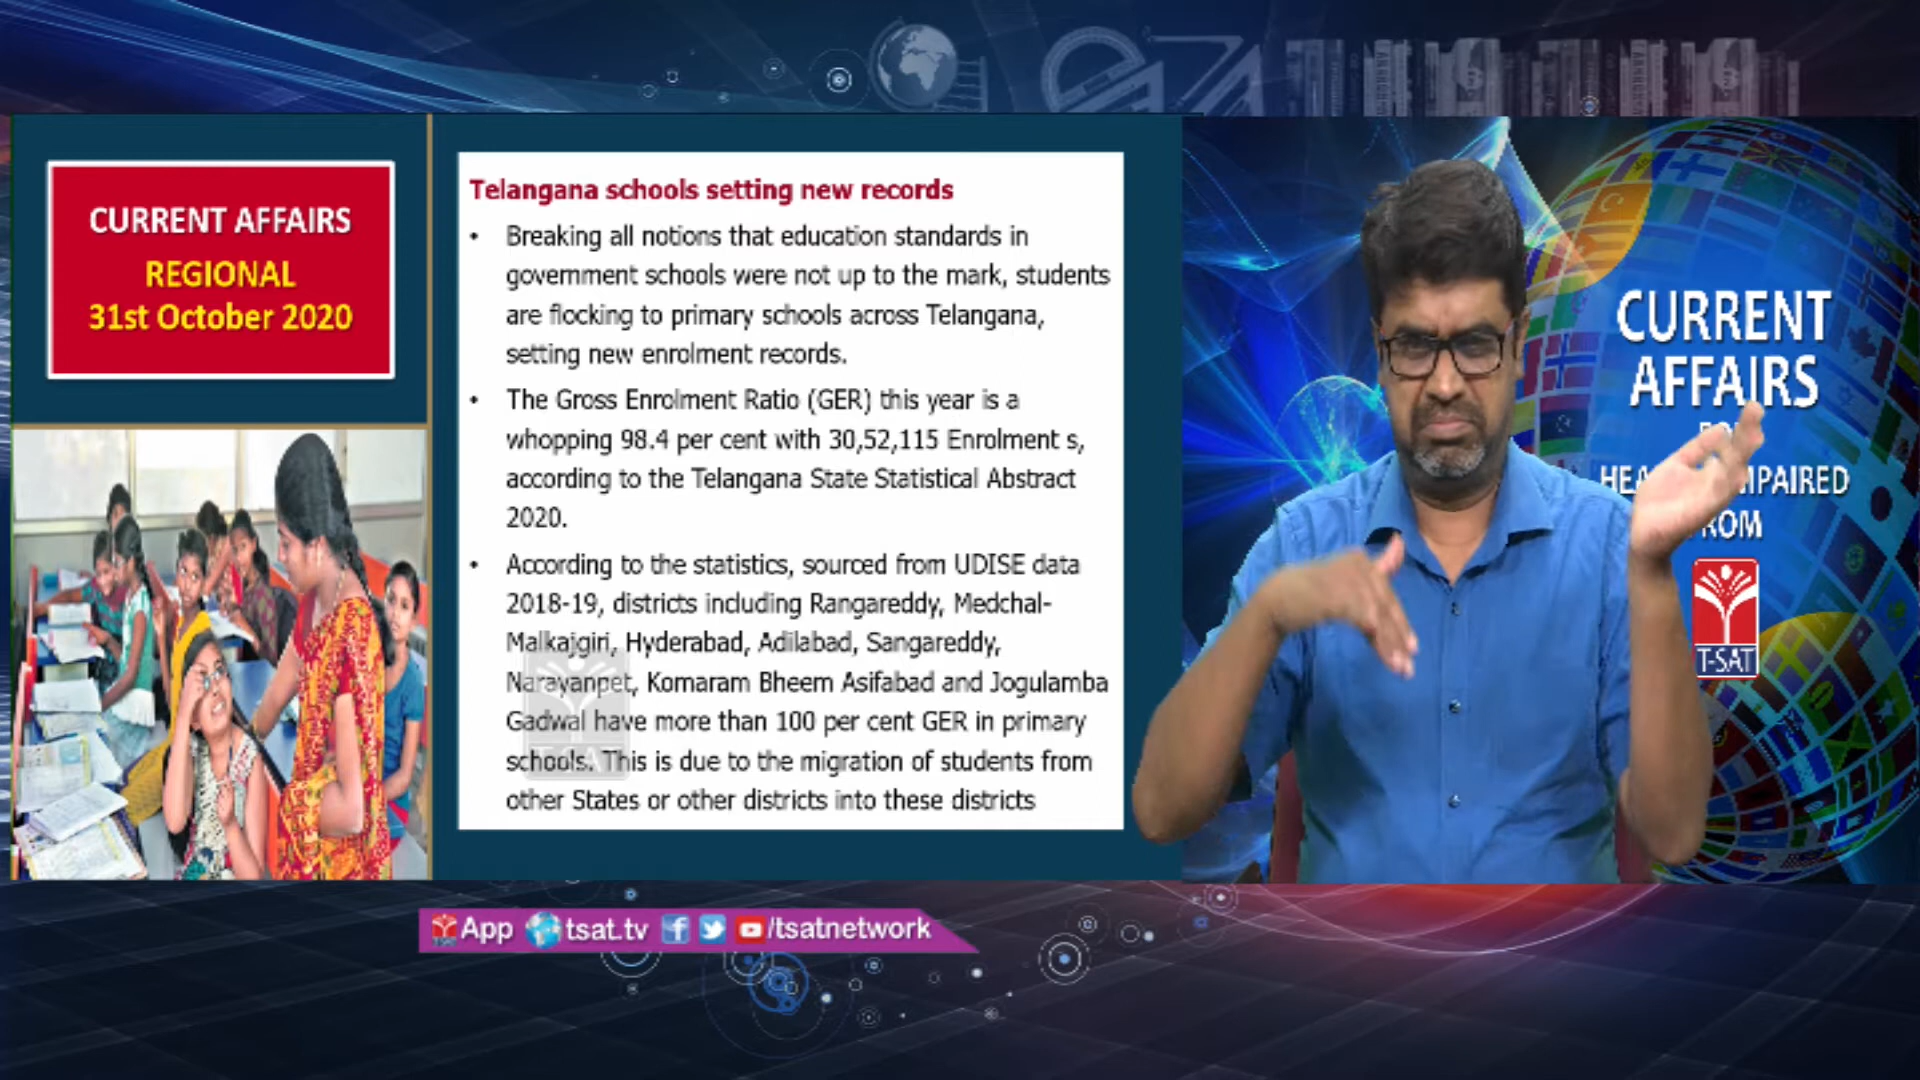 CURRENT AFFAIRS
REGIONAL
31st October 2020
Telangana schools setting new records
• Breaking all notions that education standards in
government schools were not up to the mark, students
are flocking to primary schools across Telangana,
setting new enrolment records.
• The Gross Enrolment Ratio (GER) this year is a
whopping 98.4 per cent with 30,52,115 Enrolment s,
according to the Telangana State Statistical Abstract
2020.
• According to the statistics, sourced from UDISE data
2018-19, districts including Rangareddy, Medchal-
Malkajgiri, Hyderabad, Adilabad, Sangareddy,
Narayanpet, Komaram Bheem Asifabad and Jogulamba
Gadwal have more than 100 per cent GER in primary
schools. This is due to the migration of students from
other States or other districts into these districts
T-SAT
CURRENT
AFFAIRS
T-SAT
App tsat.tv /tsatnetwork